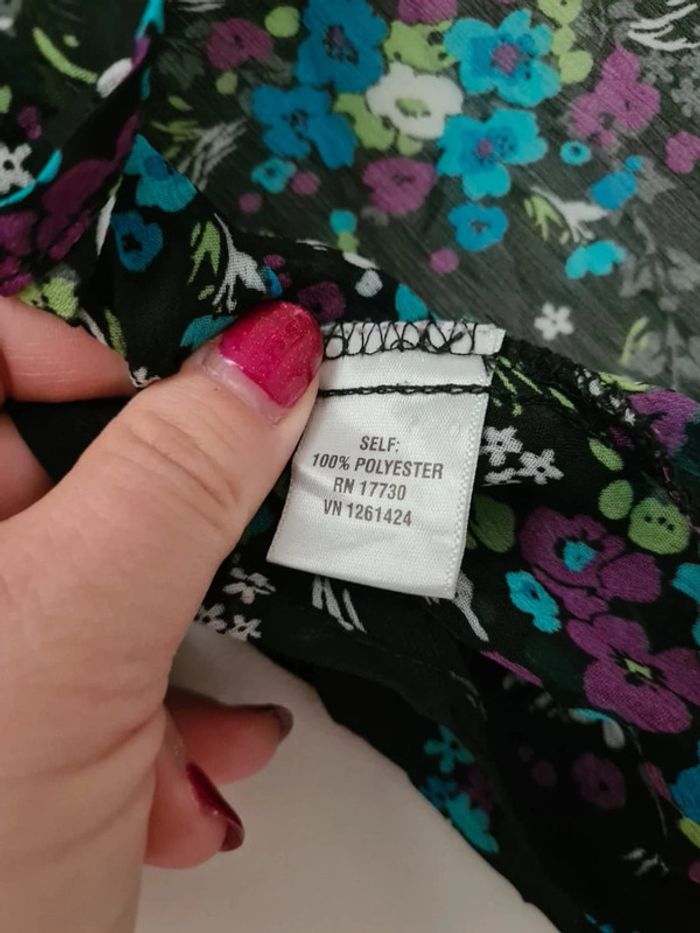 SELF:
100% POLYESTER
RN 17730
VN 1261424